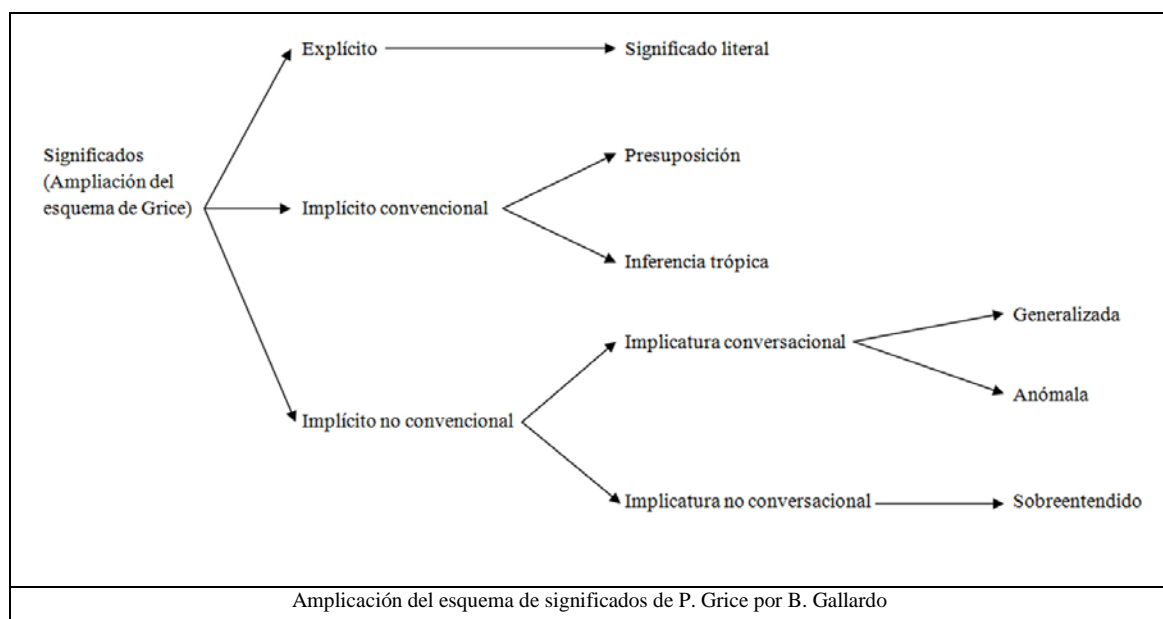 Explícito
Significado literal
Significados
(Ampliación del
esquema de Grice)
Presuposición
Implícito convencional
Inferencia trópica
Generalizada
Implicatura conversacional
Anómala
Implícito no convencional
Implicatura no conversacional
Sobreentendido
Amplicación del esquema de significados de P. Grice por B. Gallardo